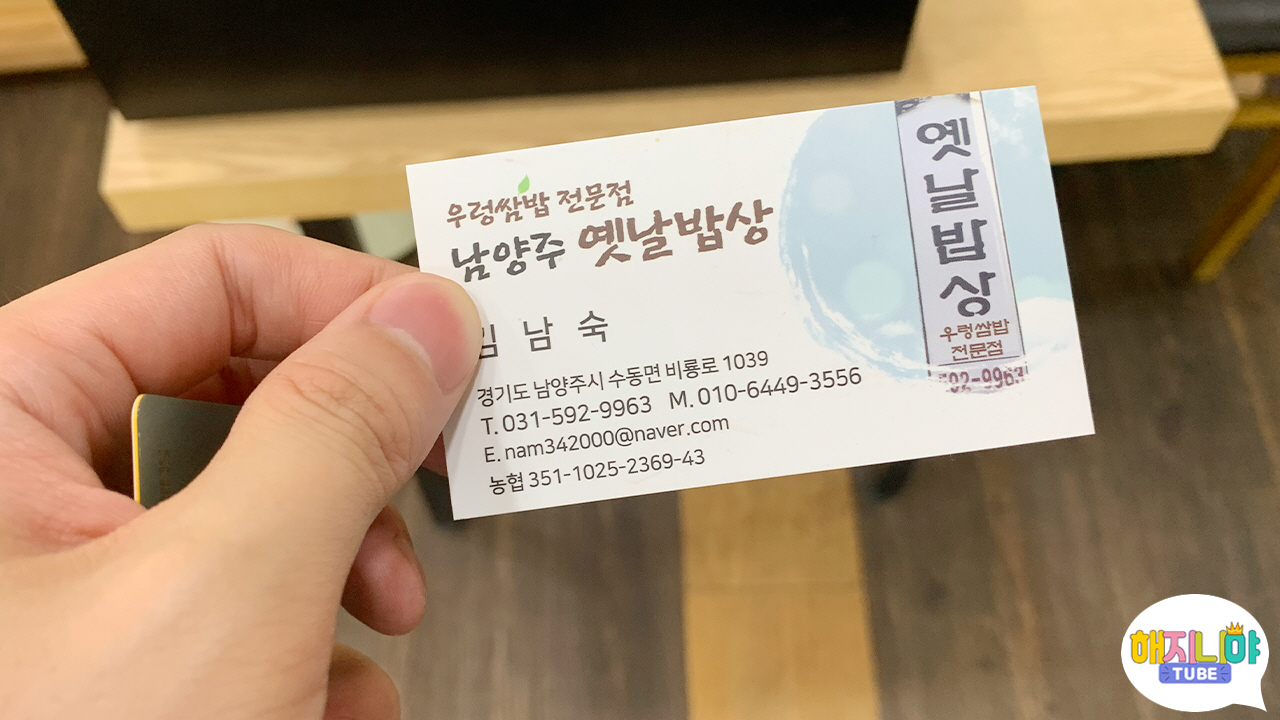 우렁쌈밥 전문점
남양주 옛날밥상
남 숙
경기도 남양주시 수동면 비룡로 1039
T. 031-592-9963 M. 010-6449-3556
E. nam342000@naver.com
농협 351-1025-2369-43
옛날밥상
우렁쌈밥
전문점
592-9963
해지니야
TUBE